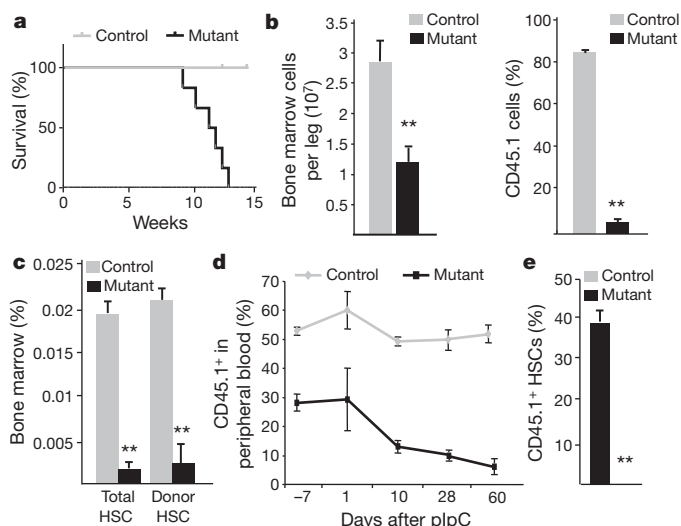 a
Control
Mutant
Survival (%)
100
50
0
0
5
10
15
Weeks
b
Control
Mutant
Bone marrow cells
per leg (10⁷)
3.5
3
2.5
2
1.5
1
0.5
**
Control
Mutant
CD45.1 cells (%)
100
80
60
40
20
**
c
Control
Mutant
Bone marrow (%)
0.025
0.02
0.015
0.01
0.005
**
**
Total
HSC
Donor
HSC
d
Control
Mutant
CD45.1⁺ in
peripheral blood (%)
70
60
50
40
30
20
10
0
–7
1
10
28
60
Days after pIpC
e
Control
Mutant
CD45.1⁺ HSCs (%)
50
40
30
20
10
**